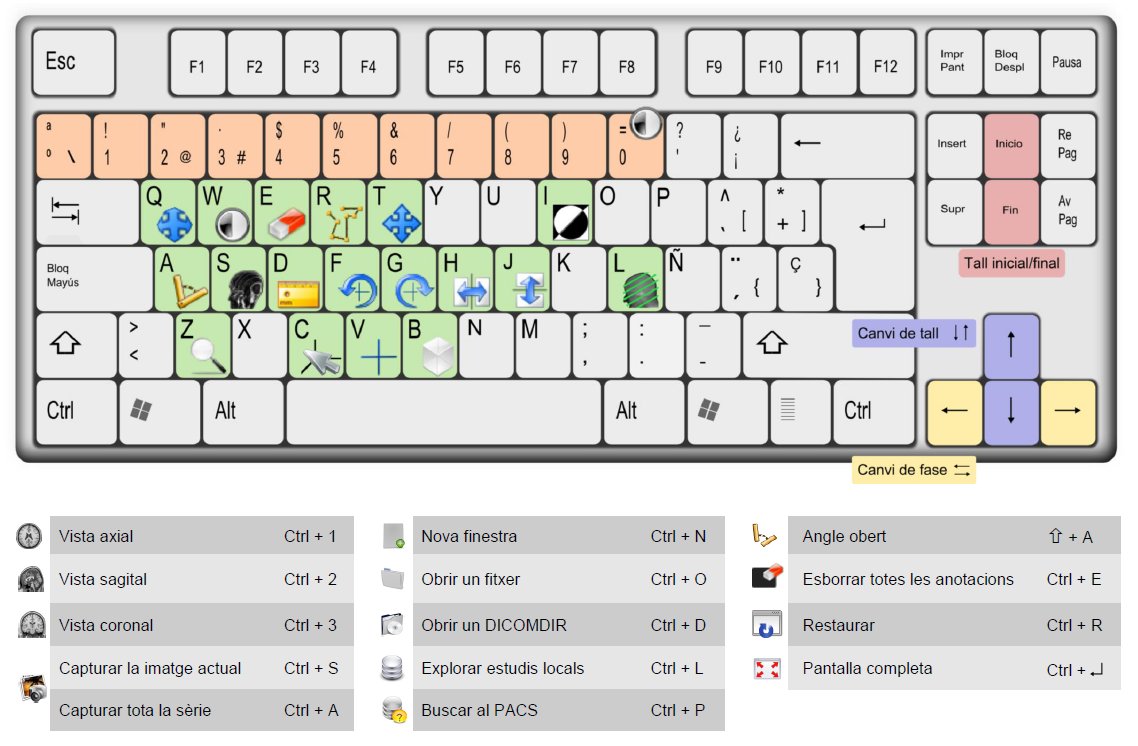 Esc F1 F2 F3 F4 F5 F6 F7 F8 F9 F10 F11 F12 Impr Pant Bloq Despl Pausa
ª ! " · $ % & / ( ) = ? ¿
º \ 1 2 @ 3 # 4 5 6 7 8 9 0 ' ¡ ← Insert Inicio Re Pag
Q W E R T Y U I O P ^ *
` [ + ] Supr Fin Av Pag
Bloq Mayús A S D F G H J K L Ñ ¨ Ç
´ { }
Tall inicial/final
> Z X C V B N M ; : _
< , . -
Canvi de tall ↓↑ ↑
Ctrl Alt Alt Ctrl ← ↓ →
Canvi de fase ⇆
Vista axial Ctrl + 1
Vista sagital Ctrl + 2
Vista coronal Ctrl + 3
Capturar la imatge actual Ctrl + S
Capturar tota la sèrie Ctrl + A
Nova finestra Ctrl + N
Obrir un fitxer Ctrl + O
Obrir un DICOMDIR Ctrl + D
Explorar estudis locals Ctrl + L
Buscar al PACS Ctrl + P
Angle obert ⇧ + A
Esborrar totes les anotacions Ctrl + E
Restaurar Ctrl + R
Pantalla completa Ctrl + ↵